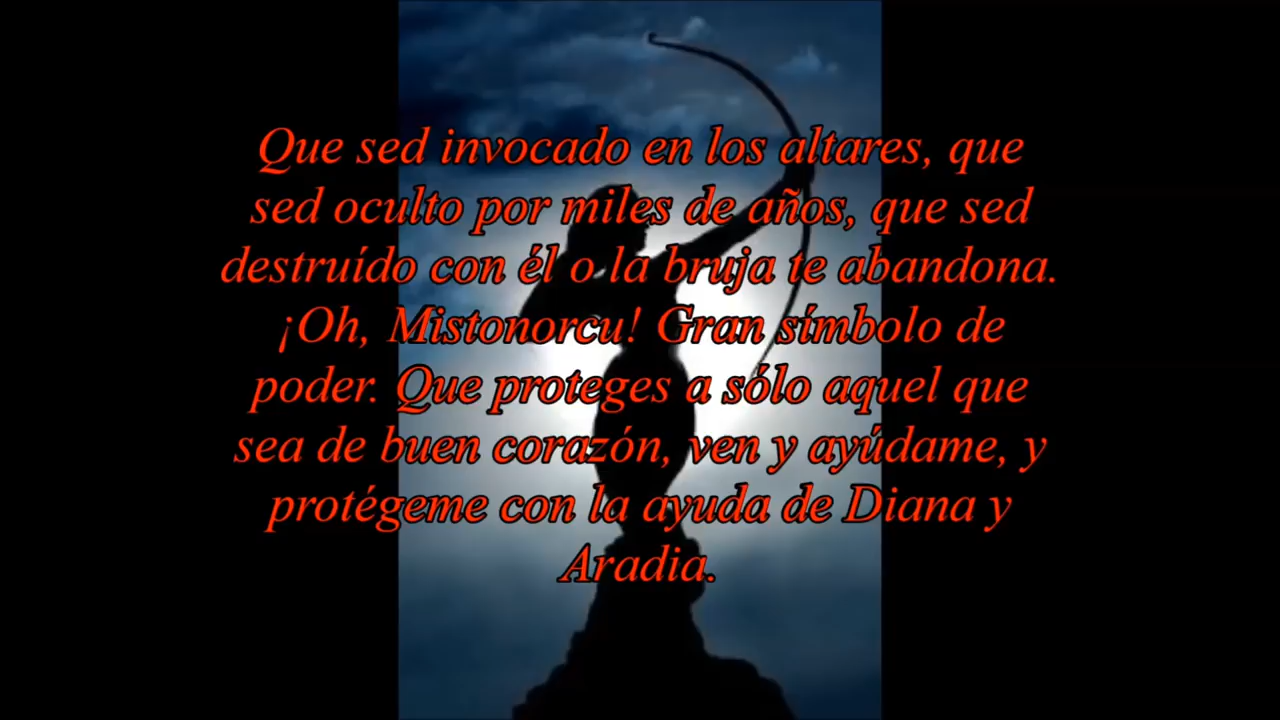 Que sed invocado en los altares, que
sed oculto por miles de años, que sed
destruído con él o la bruja te abandona.
¡Oh, Mistonorcu! Gran símbolo de
poder. Que proteges a sólo aquel que
sea de buen corazón, ven y ayúdame, y
protégeme con la ayuda de Diana y
Aradia.